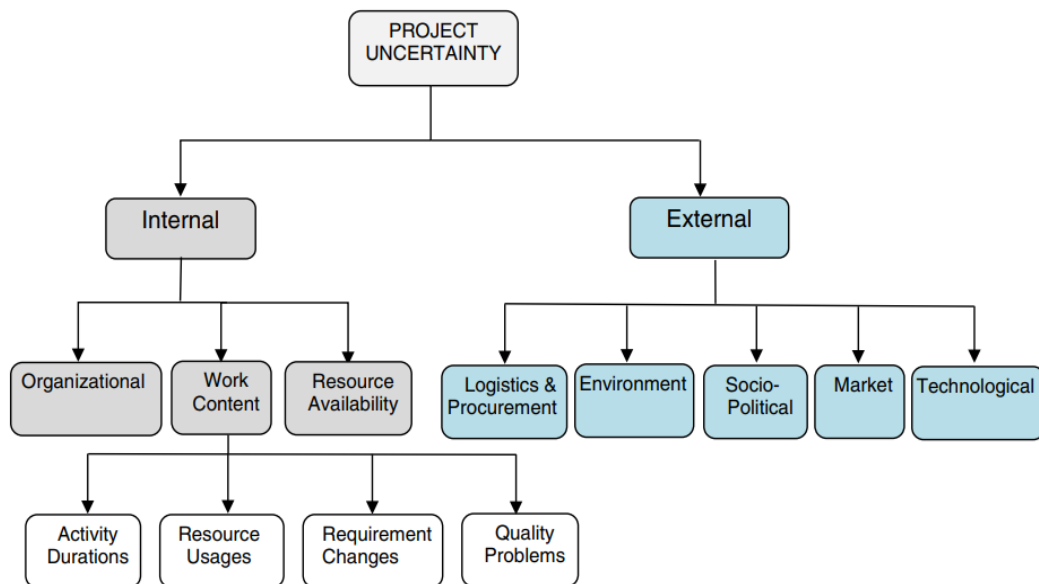 PROJECT
UNCERTAINTY
Internal
External
Organizational
Work
Content
Resource
Availability
Logistics &
Procurement
Environment
Socio-
Political
Market
Technological
Activity
Durations
Resource
Usages
Requirement
Changes
Quality
Problems